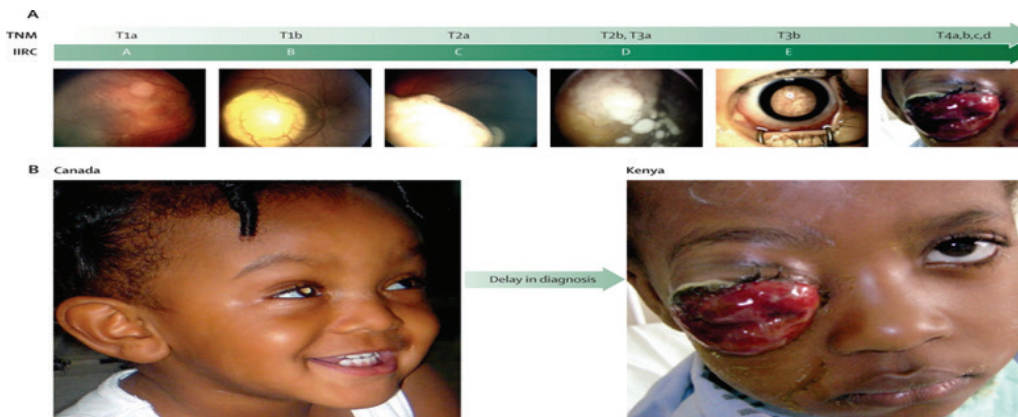 A
TNM T1a T1b T2a T2b, T3a T3b T4a,b,c,d
IIRC A B C D E
B Canada Kenya
Delay in diagnosis